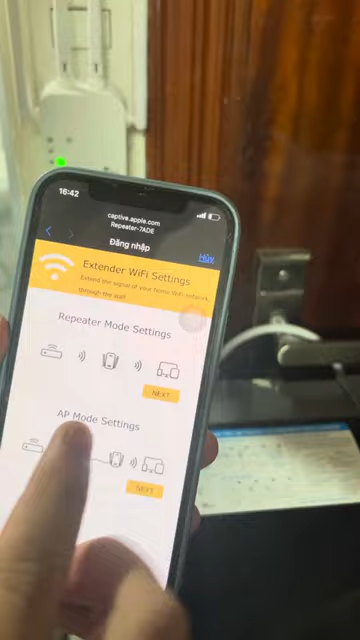 16:42
captive.apple.com
Repeater-7ADE
Đăng nhập
Hủy
Extender WiFi Settings
Extend the signal of your home WiFi network
through the app!
Repeater Mode Settings
NEXT
AP Mode Settings
NEXT